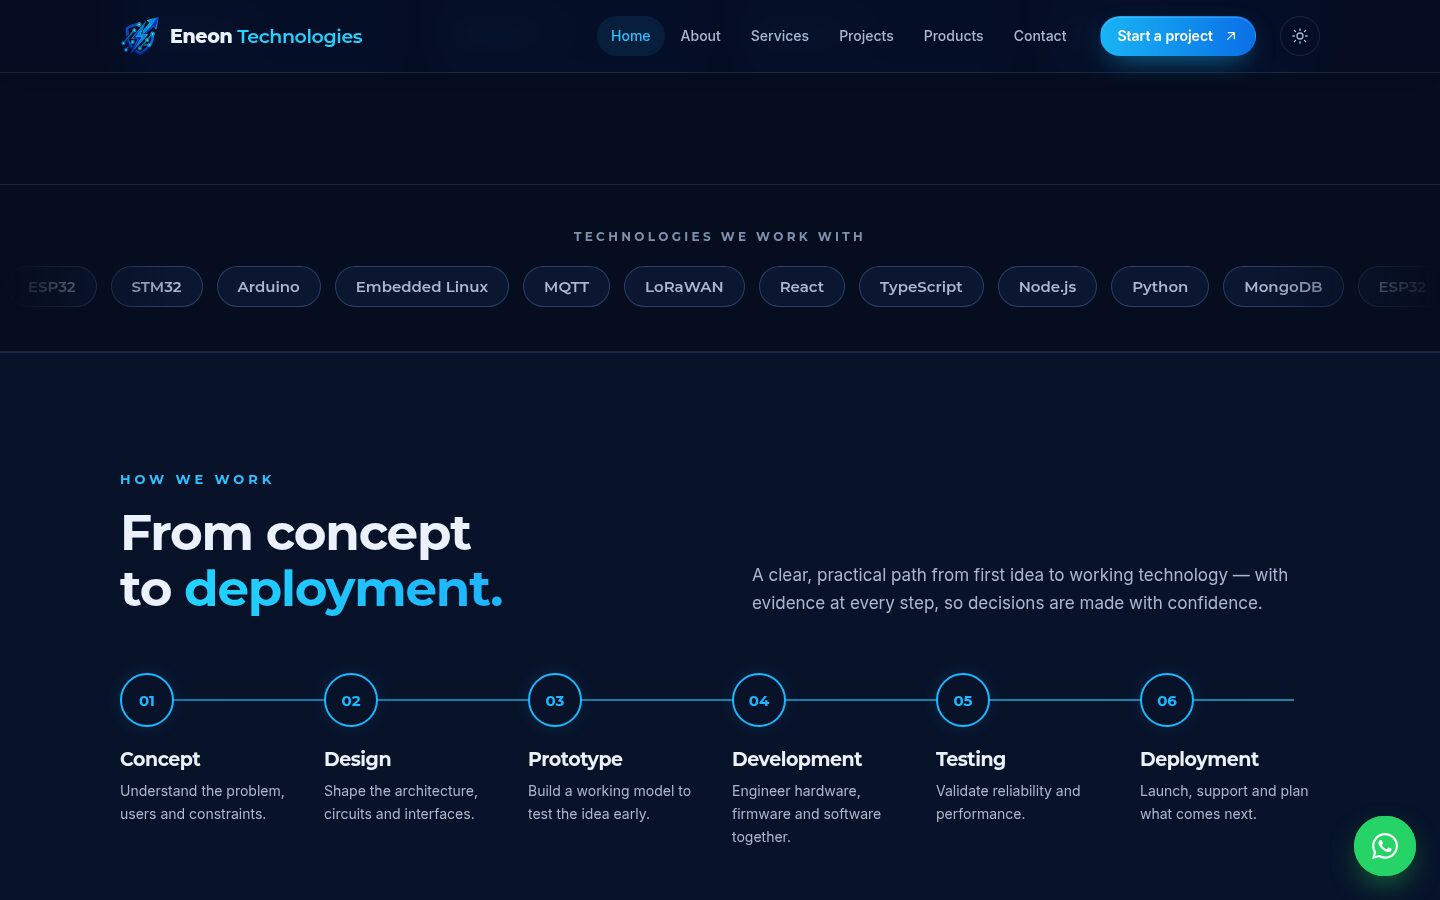 Eneon Technologies
Home About Services Projects Products Contact Start a project
TECHNOLOGIES WE WORK WITH
ESP32 STM32 Arduino Embedded Linux MQTT LoRaWAN React TypeScript Node.js Python MongoDB ESP32
HOW WE WORK
From concept
to deployment.
A clear, practical path from first idea to working technology — with
evidence at every step, so decisions are made with confidence.
01 02 03 04 05 06
Concept
Understand the problem,
users and constraints.
Design
Shape the architecture,
circuits and interfaces.
Prototype
Build a working model to
test the idea early.
Development
Engineer hardware,
firmware and software
together.
Testing
Validate reliability and
performance.
Deployment
Launch, support and plan
what comes next.